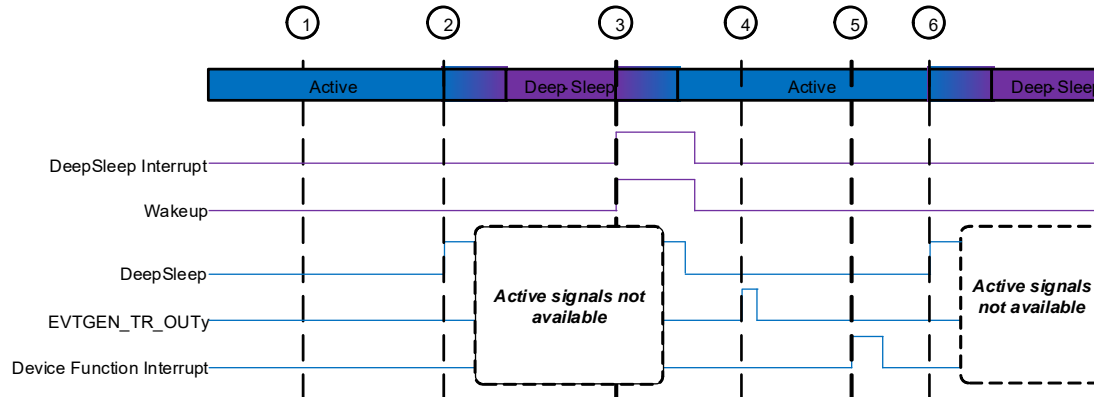 1 2 3 4 5 6
Active Deep-Sleep Active Deep-Sleep
DeepSleep Interrupt
Wakeup
DeepSleep
Active signals not
available
Active signals
not available
EVTGEN_TR_OUTy
Device Function Interrupt